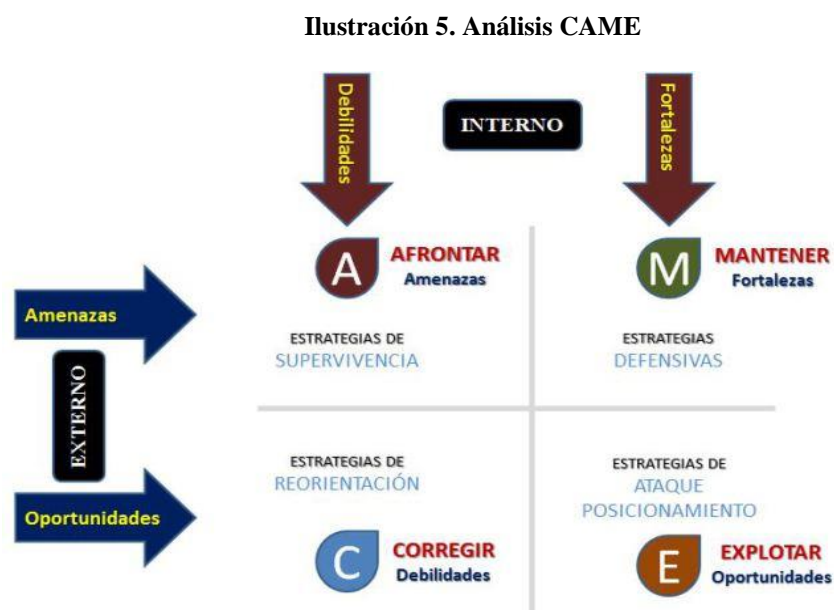 Ilustración 5. Análisis CAME
Debilidades
INTERNO
Fortalezas
A
AFRONTAR
Amenazas
M
MANTENER
Fortalezas
Amenazas
ESTRATEGIAS DE
SUPERVIVENCIA
ESTRATEGIAS
DEFENSIVAS
EXTERNO
ESTRATEGIAS DE
REORIENTACIÓN
ESTRATEGIAS DE
ATAQUE
POSICIONAMIENTO
Oportunidades
C
CORREGIR
Debilidades
E
EXPLOTAR
Oportunidades